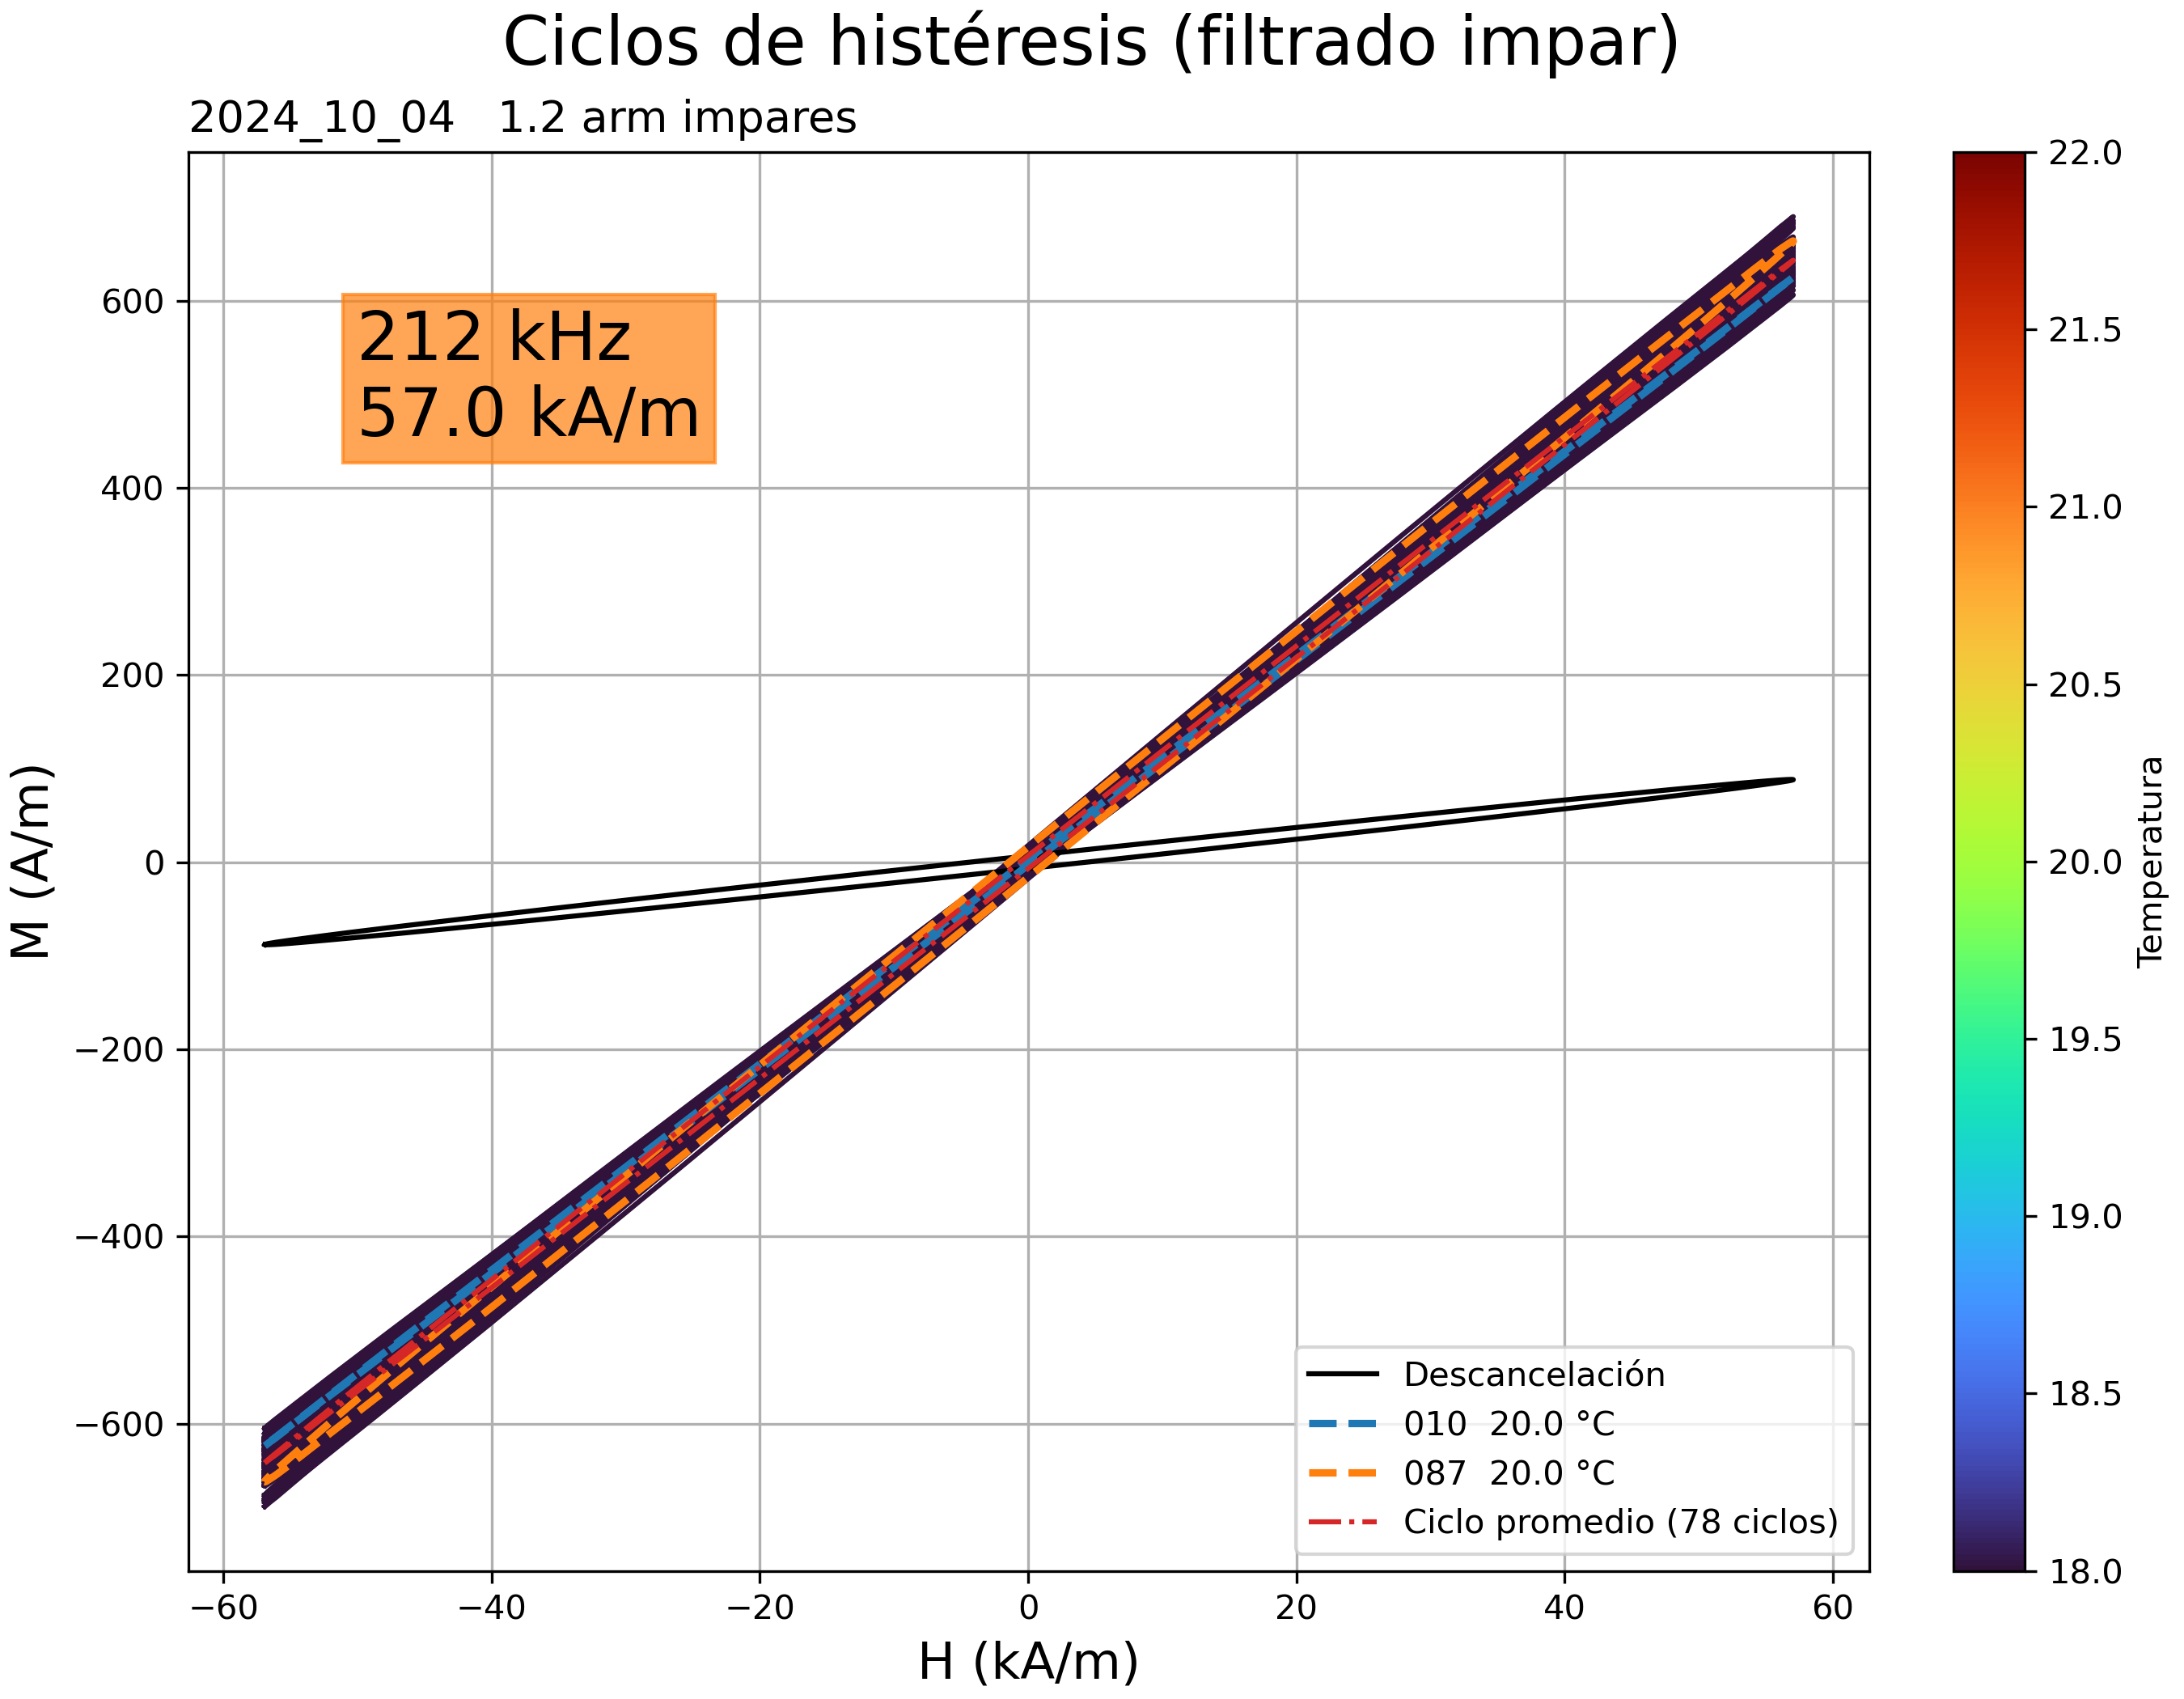 Ciclos de histéresis (filtrado impar)
2024_10_04   1.2 arm impares
212 kHz
57.0 kA/m
M (A/m)
600
400
200
0
−200
−400
−600
−60
−40
−20
0
20
40
60
H (kA/m)
Descancelación
010  20.0 °C
087  20.0 °C
Ciclo promedio (78 ciclos)
22.0
21.5
21.0
20.5
20.0
19.5
19.0
18.5
18.0
Temperatura